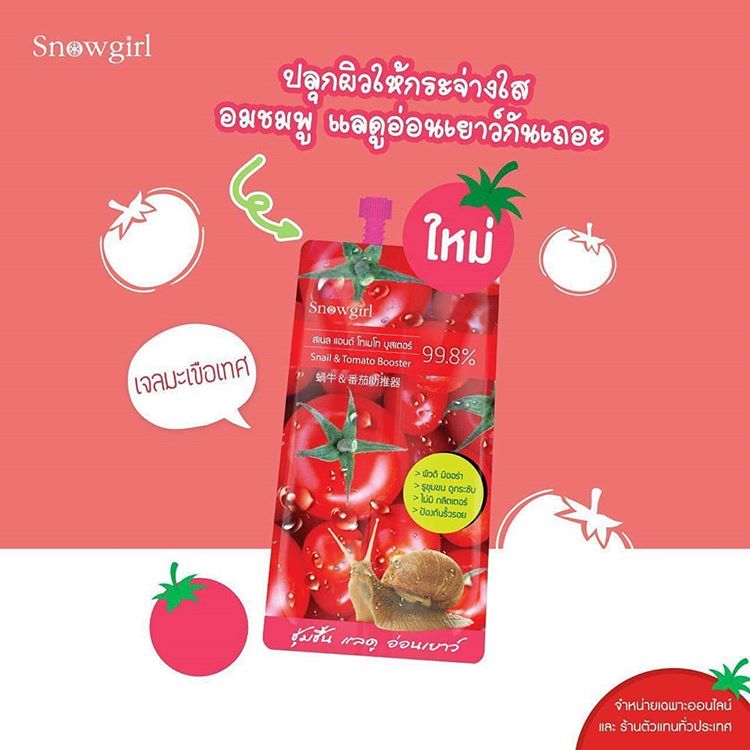 Snowgirl
ปลุกผิวให้กระจ่างใส
อมชมพู แลดูอ่อนเยาว์กันเถอะ
ใหม่
เจลมะเขือเทศ
Snowgirl
สเนล แอนด์ โทเมโท บูสเตอร์
Snail & Tomato Booster
99.8%
蝸牛&番茄助推器
> ผิวดี มีออร่า
> รูขุมขน ดูกระชับ
> ไม่มี กลิตเตอร์
> ป้องกันริ้วรอย
ชุ่มชื้น แลดู อ่อนเยาว์
จำหน่ายเฉพาะออนไลน์
และ ร้านตัวแทนทั่วประเทศ